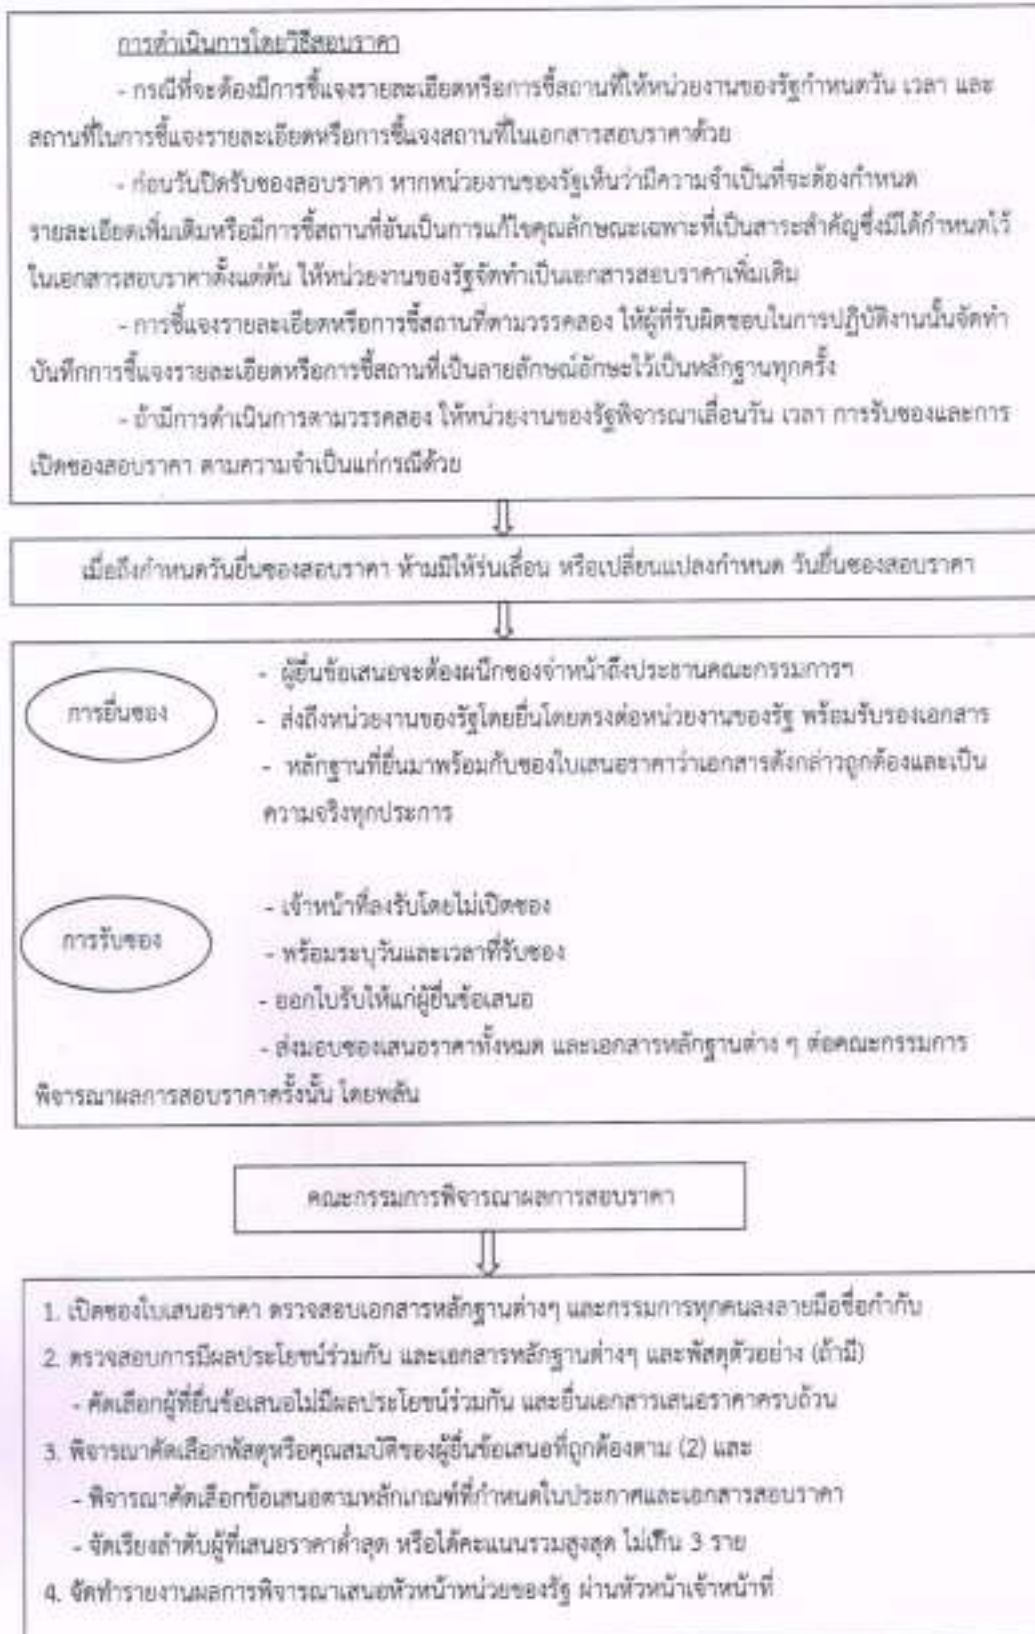 การดำเนินการโดยวิธีสอบราคา
- กรณีที่จะต้องมีการชี้แจงรายละเอียดหรือการชี้สถานที่ให้หน่วยงานของรัฐกำหนดวัน เวลา และ
สถานที่ในการชี้แจงรายละเอียดหรือการชี้แจงสถานที่ในเอกสารสอบราคาด้วย
- ก่อนวันปิดรับซองสอบราคา หากหน่วยงานของรัฐเห็นว่ามีความจำเป็นที่จะต้องกำหนด
รายละเอียดเพิ่มเติมหรือมีการชี้สถานที่อันเป็นการแก้ไขคุณลักษณะเฉพาะที่เป็นสาระสำคัญซึ่งมิได้กำหนดไว้
ในเอกสารสอบราคาตั้งแต่ต้น ให้หน่วยงานของรัฐจัดทำเป็นเอกสารสอบราคาเพิ่มเติม
- การชี้แจงรายละเอียดหรือการชี้สถานที่ตามวรรคสอง ให้ผู้ที่รับผิดชอบในการปฏิบัติงานนั้นจัดทำ
บันทึกการชี้แจงรายละเอียดหรือการชี้สถานที่เป็นลายลักษณ์อักษะไว้เป็นหลักฐานทุกครั้ง
- ถ้ามีการดำเนินการตามวรรคสอง ให้หน่วยงานของรัฐพิจารณาเลื่อนวัน เวลา การรับซองและการ
เปิดซองสอบราคา ตามความจำเป็นแก่กรณีด้วย
เมื่อถึงกำหนดวันยื่นซองสอบราคา ห้ามมิให้ร่นเลื่อน หรือเปลี่ยนแปลงกำหนด วันยื่นซองสอบราคา
การยื่นซอง
- ผู้ยื่นข้อเสนอจะต้องผนึกซองจ่าหน้าถึงประธานคณะกรรมการฯ
- ส่งถึงหน่วยงานของรัฐโดยยื่นโดยตรงต่อหน่วยงานของรัฐ พร้อมรับรองเอกสาร
- หลักฐานที่ยื่นมาพร้อมกับซองใบเสนอราคาว่าเอกสารดังกล่าวถูกต้องและเป็น
ความจริงทุกประการ
การรับซอง
- เจ้าหน้าที่ลงรับโดยไม่เปิดซอง
- พร้อมระบุวันและเวลาที่รับซอง
- ออกใบรับให้แก่ผู้ยื่นข้อเสนอ
- ส่งมอบซองเสนอราคาทั้งหมด และเอกสารหลักฐานต่าง ๆ ต่อคณะกรรมการ
พิจารณาผลการสอบราคาครั้งนั้น โดยพลัน
คณะกรรมการพิจารณาผลการสอบราคา
1. เปิดซองใบเสนอราคา ตรวจสอบเอกสารหลักฐานต่างๆ และกรรมการทุกคนลงลายมือชื่อกำกับ
2. ตรวจสอบการมีผลประโยชน์ร่วมกัน และเอกสารหลักฐานต่างๆ และพัสดุตัวอย่าง (ถ้ามี)
- คัดเลือกผู้ที่ยื่นข้อเสนอไม่มีผลประโยชน์ร่วมกัน และยื่นเอกสารเสนอราคาครบถ้วน
3. พิจารณาคัดเลือกพัสดุหรือคุณสมบัติของผู้ยื่นข้อเสนอที่ถูกต้องตาม (2) และ
- พิจารณาคัดเลือกข้อเสนอตามหลักเกณฑ์ที่กำหนดในประกาศและเอกสารสอบราคา
- จัดเรียงลำดับผู้ที่เสนอราคาต่ำสุด หรือได้คะแนนรวมสูงสุด ไม่เกิน 3 ราย
4. จัดทำรายงานผลการพิจารณาเสนอหัวหน้าหน่วยของรัฐ ผ่านหัวหน้าเจ้าหน้าที่